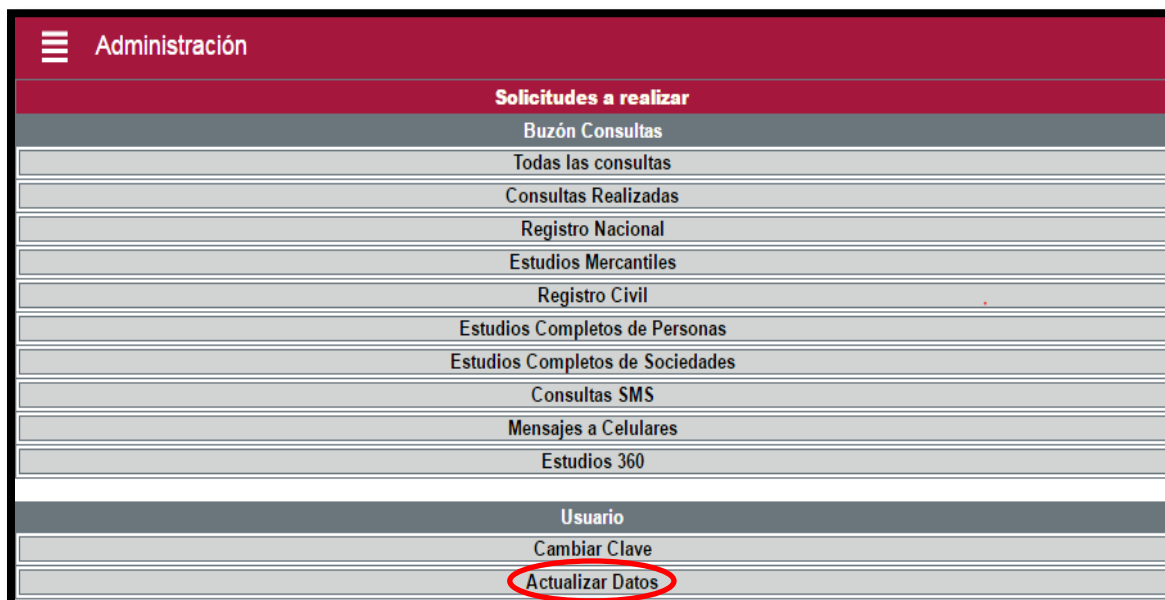 Administración
Solicitudes a realizar
Buzón Consultas
Todas las consultas
Consultas Realizadas
Registro Nacional
Estudios Mercantiles
Registro Civil
Estudios Completos de Personas
Estudios Completos de Sociedades
Consultas SMS
Mensajes a Celulares
Estudios 360
Usuario
Cambiar Clave
Actualizar Datos